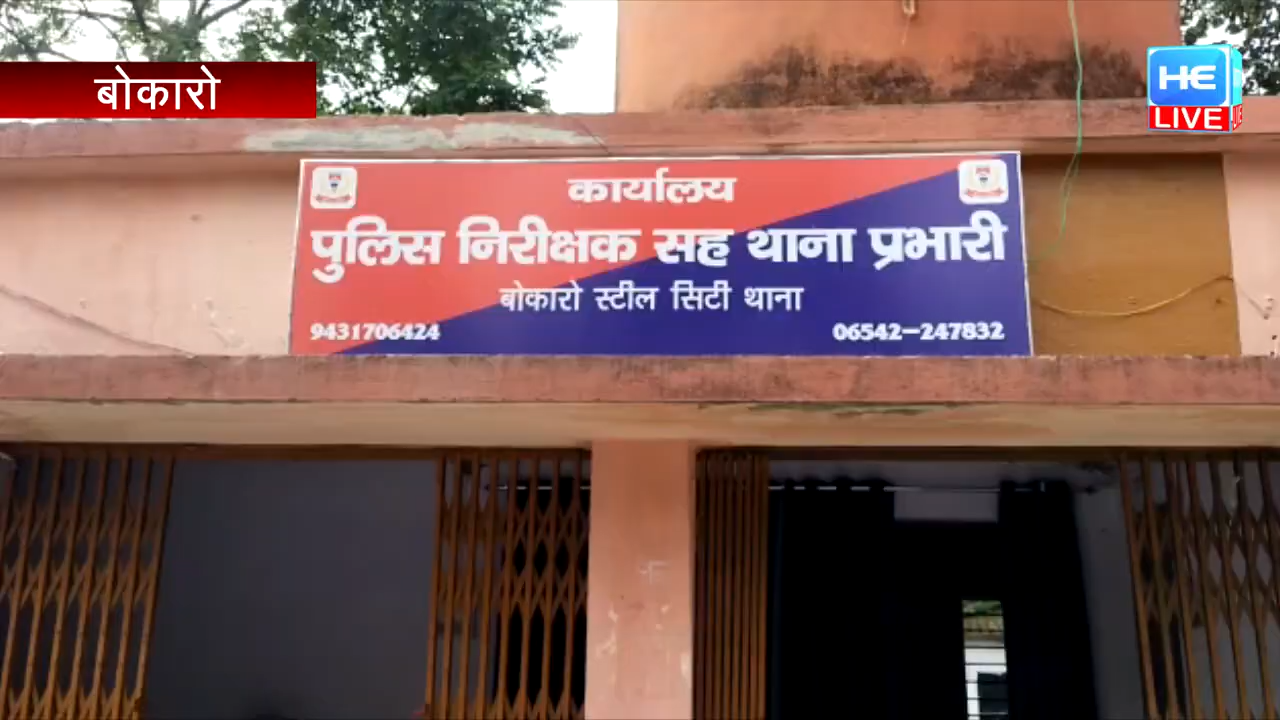 बोकारो
HE
LIVE
कार्यालय
पुलिस निरीक्षक सह थाना प्रभारी
बोकारो स्टील सिटी थाना
9431706424
06542-247832